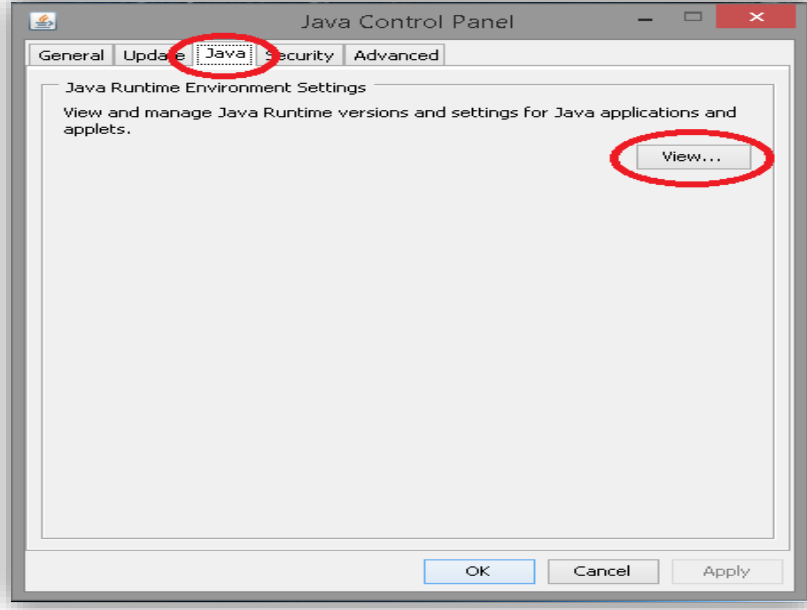 Java Control Panel
General Update Java Security Advanced
Java Runtime Environment Settings
View and manage Java Runtime versions and settings for Java applications and
applets.
View...
OK Cancel Apply